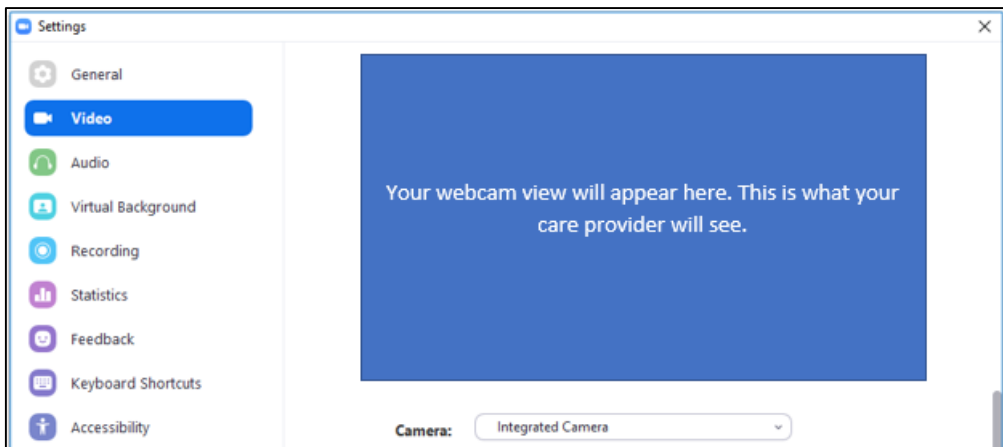 Settings
General
Video
Audio
Virtual Background
Recording
Statistics
Feedback
Keyboard Shortcuts
Accessibility
Your webcam view will appear here. This is what your
care provider will see.
Camera: Integrated Camera